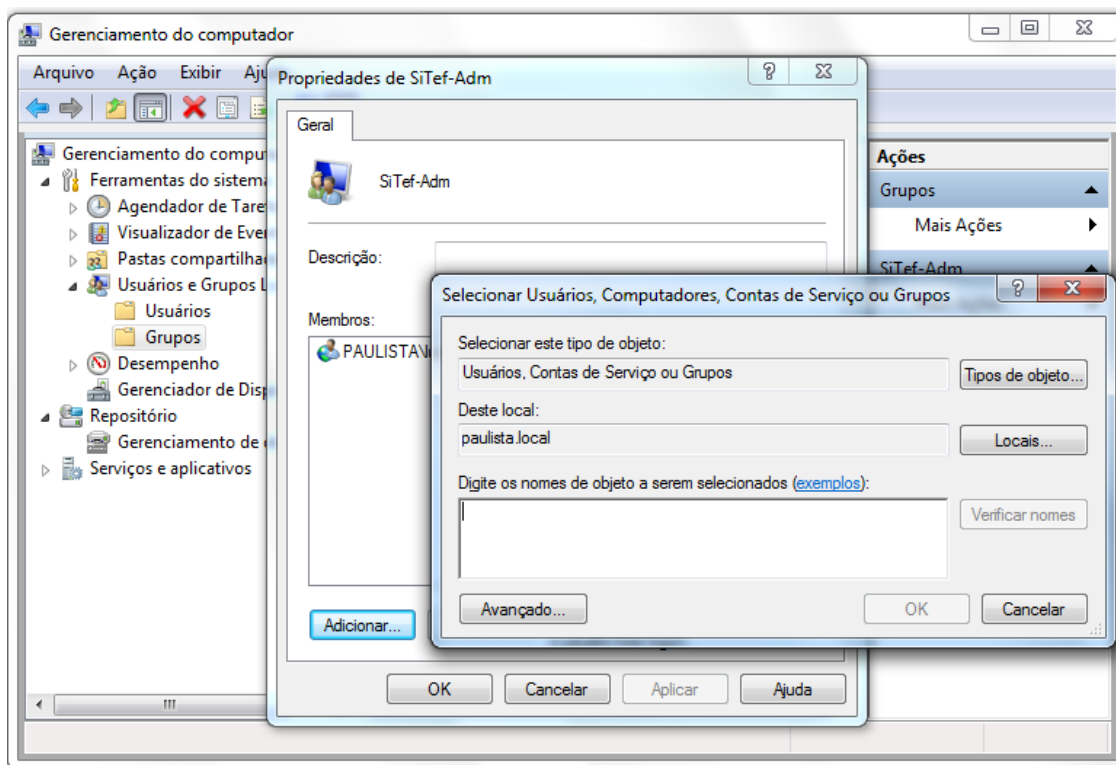 Gerenciamento do computador
Arquivo Ação Exibir Aju
Gerenciamento do compu
Ferramentas do sistema
Agendador de Taref
Visualizador de Ever
Pastas compartilhad
Usuários e Grupos L
Usuários
Grupos
Desempenho
Gerenciador de Disp
Repositório
Gerenciamento de
Serviços e aplicativos
Propriedades de SiTef-Adm
Geral
SiTef-Adm
Descrição:
Membros:
PAULISTA\
Adicionar...
OK Cancelar Aplicar Ajuda
Selecionar Usuários, Computadores, Contas de Serviço ou Grupos
Selecionar este tipo de objeto:
Usuários, Contas de Serviço ou Grupos Tipos de objeto...
Deste local:
paulista.local Locais...
Digite os nomes de objeto a serem selecionados (exemplos):
Verificar nomes
Avançado... OK Cancelar
Ações
Grupos
Mais Ações
SiTef-Adm